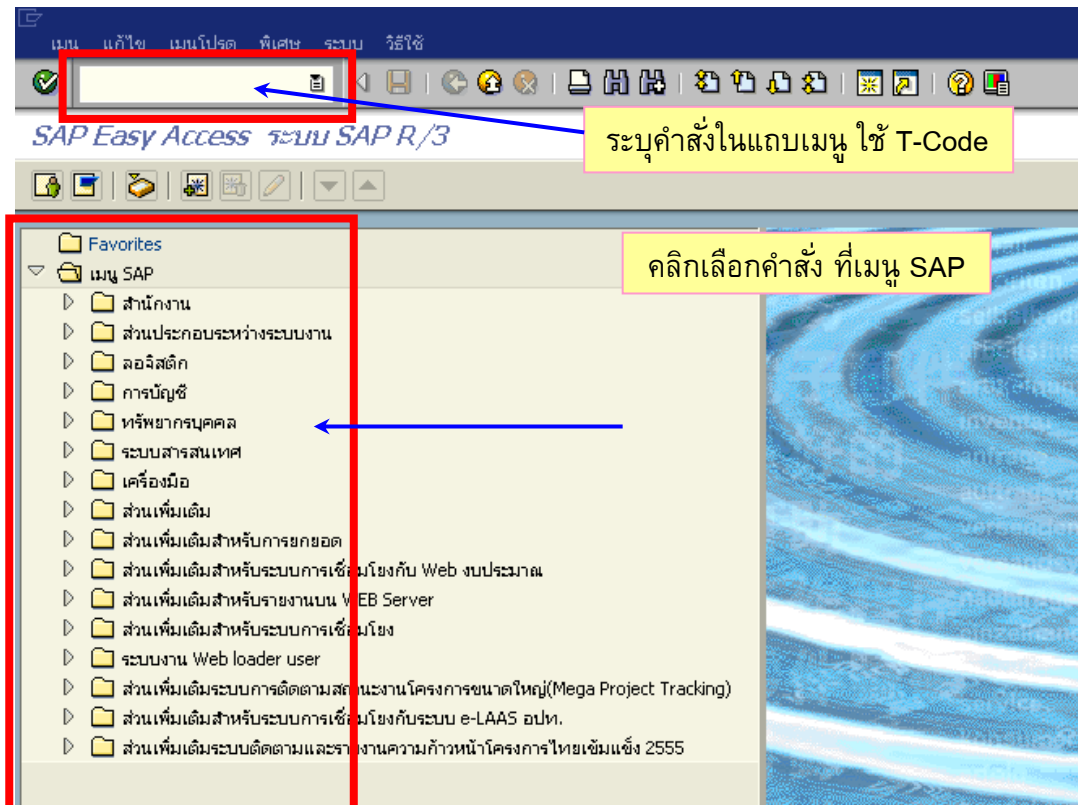 เมนู แก้ไข เมนูโปรด พิเศษ ระบบ วิธีใช้
SAP Easy Access ระบบ SAP R/3
ระบุคำสั่งในแถบเมนู ใช้ T-Code
คลิกเลือกคำสั่ง ที่เมนู SAP
Favorites
เมนู SAP
สำนักงาน
ส่วนประกอบระหว่างระบบงาน
ลอจิสติก
การบัญชี
ทรัพยากรบุคคล
ระบบสารสนเทศ
เครื่องมือ
ส่วนเพิ่มเติม
ส่วนเพิ่มเติมสำหรับการยกยอด
ส่วนเพิ่มเติมสำหรับระบบการเชื่อมโยงกับ Web งบประมาณ
ส่วนเพิ่มเติมสำหรับรายงานบน WEB Server
ส่วนเพิ่มเติมสำหรับระบบการเชื่อมโยง
ระบบงาน Web loader user
ส่วนเพิ่มเติมระบบการติดตามสถานะงานโครงการขนาดใหญ่(Mega Project Tracking)
ส่วนเพิ่มเติมสำหรับระบบการเชื่อมโยงกับระบบ e-LAAS อปท.
ส่วนเพิ่มเติมระบบติดตามและรายงานความก้าวหน้าโครงการไทยเข้มแข็ง 2555